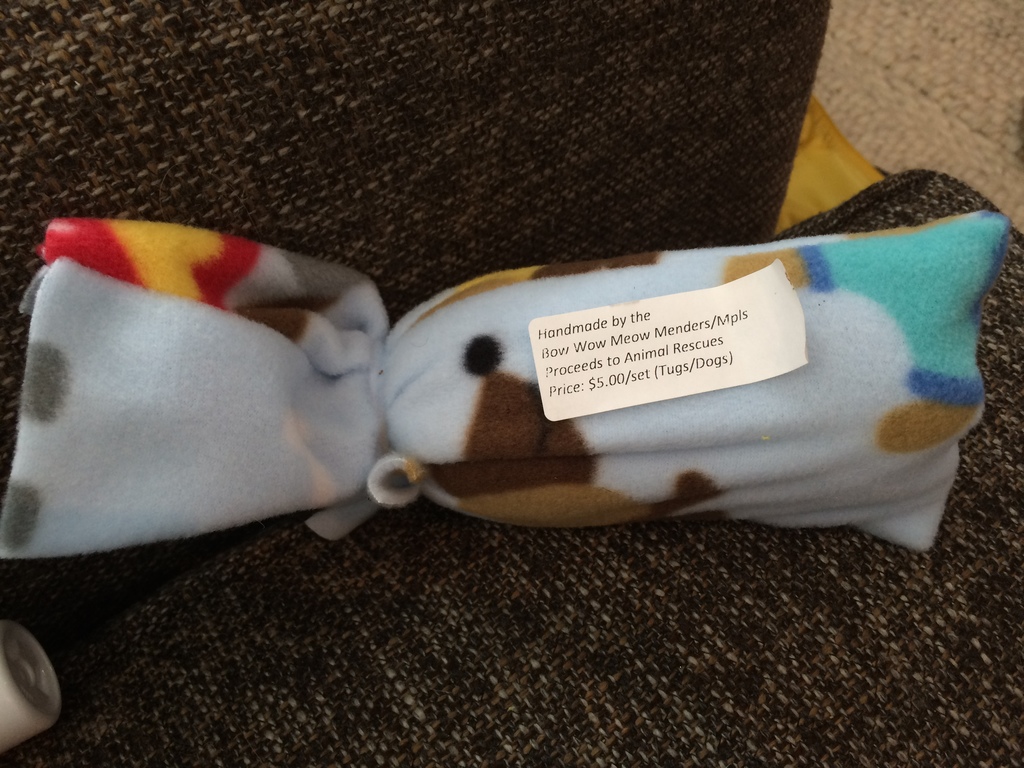 Handmade by the
Bow Wow Meow Menders/Mpls
Proceeds to Animal Rescues
Price: $5.00/set (Tugs/Dogs)